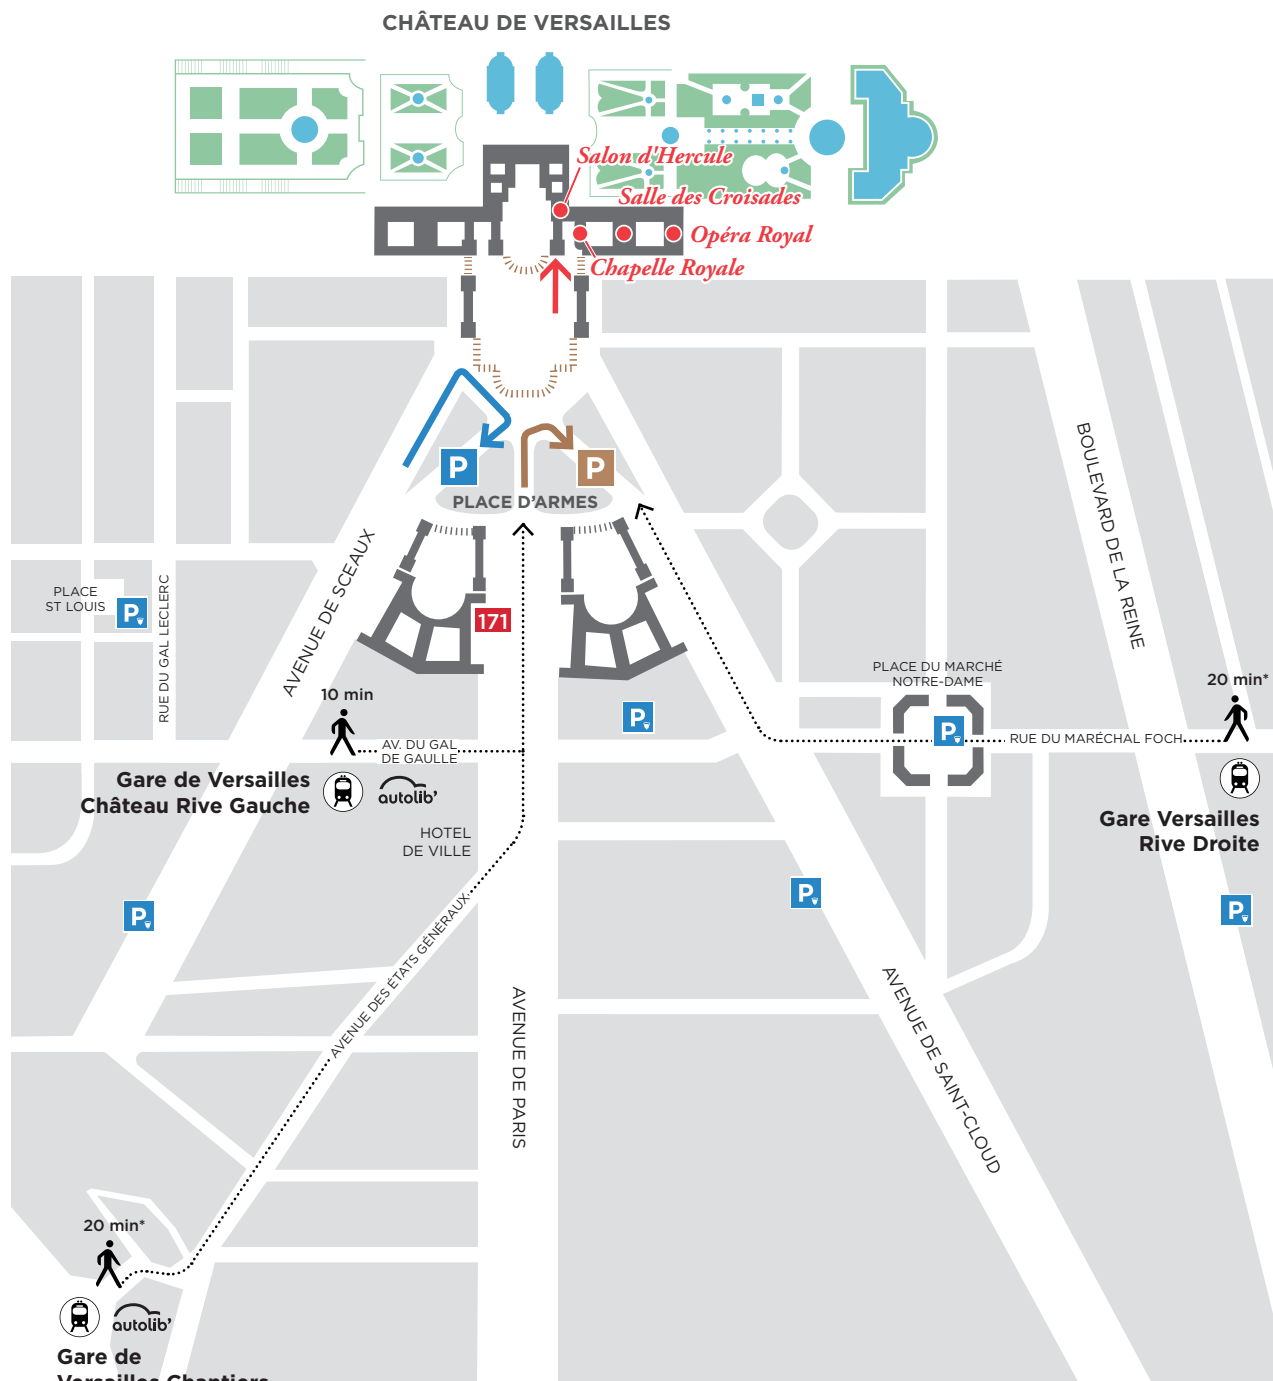 CHÂTEAU DE VERSAILLES
Salon d'Hercule
Salle des Croisades
Opéra Royal
Chapelle Royale
P
P
PLACE D'ARMES
BOULEVARD DE LA REINE
AVENUE DE SCEAUX
PLACE
ST LOUIS
P
RUE DU GAL LECLERC
171
PLACE DU MARCHÉ
NOTRE-DAME
10 min
20 min*
P
P
AV. DU GAL
DE GAULLE
RUE DU MARÉCHAL FOCH
Gare de Versailles
Château Rive Gauche
autolib'
Gare Versailles
Rive Droite
HOTEL
DE VILLE
P
P
P
AVENUE DES ÉTATS GÉNÉRAUX
AVENUE DE PARIS
AVENUE DE SAINT-CLOUD
20 min*
autolib'
Gare de
Versailles Chantiers